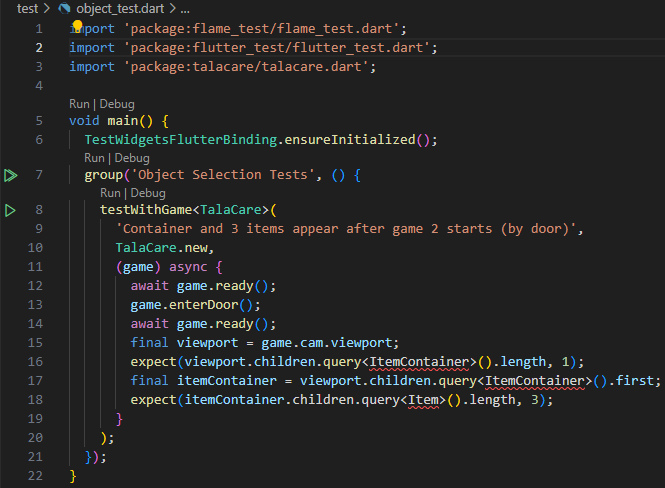 test > object_test.dart > ...
1 import 'package:flame_test/flame_test.dart';
2 import 'package:flutter_test/flutter_test.dart';
3 import 'package:talacare/talacare.dart';
4
Run | Debug
5 void main() {
6 TestWidgetsFlutterBinding.ensureInitialized();
Run | Debug
7 group('Object Selection Tests', () {
Run | Debug
8 testWithGame<TalaCare>(
9 'Container and 3 items appear after game 2 starts (by door)',
10 TalaCare.new,
11 (game) async {
12 await game.ready();
13 game.enterDoor();
14 await game.ready();
15 final viewport = game.cam.viewport;
16 expect(viewport.children.query<ItemContainer>().length, 1);
17 final itemContainer = viewport.children.query<ItemContainer>().first;
18 expect(itemContainer.children.query<Item>().length, 3);
19 }
20 );
21 });
22 }